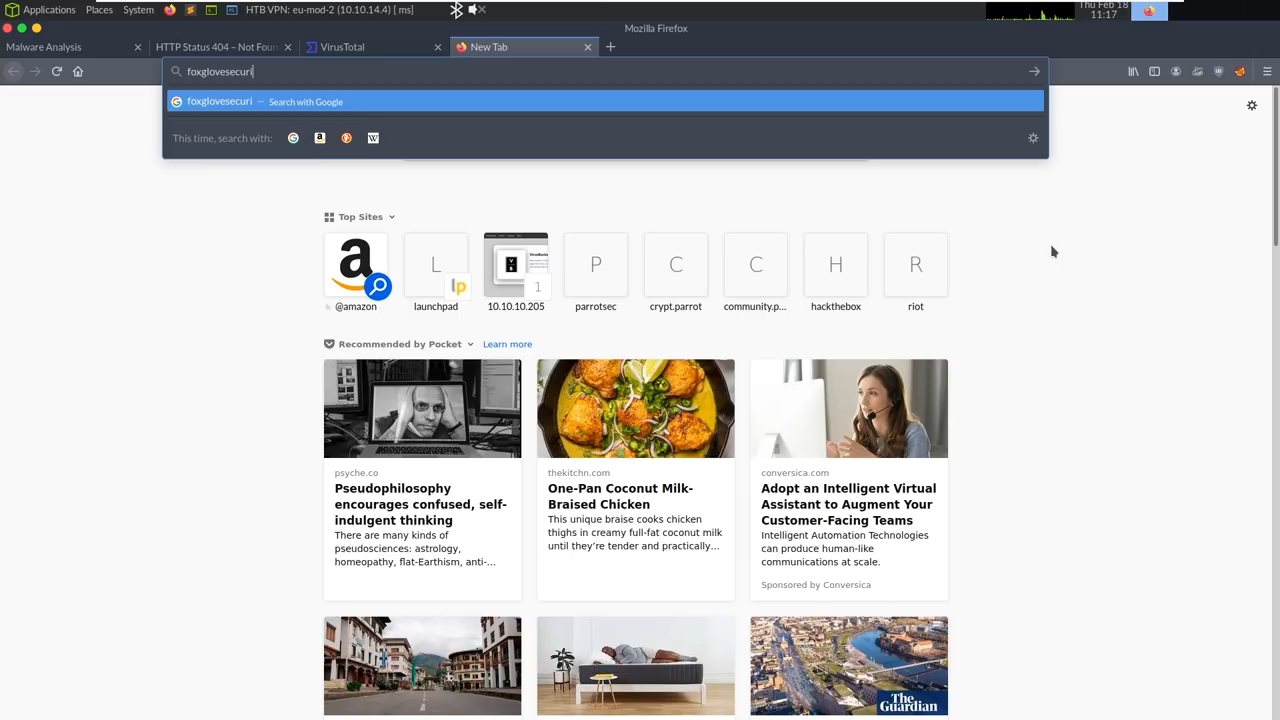 Applications Places System HTB VPN: eu-mod-2 (10.10.14.4) [ ms]
Thu Feb 18
11:17
Mozilla Firefox
Malware Analysis
HTTP Status 404 – Not Foun
VirusTotal
New Tab
foxglovesecuri
foxglovesecuri — Search with Google
This time, search with:
Top Sites
L
1
P
C
C
H
R
@amazon
launchpad
10.10.10.205
parrotsec
crypt.parrot
community.p...
hackthebox
riot
Recommended by Pocket
Learn more
psyche.co
Pseudophilosophy
encourages confused, self-
indulgent thinking
There are many kinds of
pseudosciences: astrology,
homeopathy, flat-Earthism, anti-...
thekitchn.com
One-Pan Coconut Milk-
Braised Chicken
This unique braise cooks chicken
thighs in creamy full-fat coconut milk
until they're tender and practically...
conversica.com
Adopt an Intelligent Virtual
Assistant to Augment Your
Customer-Facing Teams
Intelligent Automation Technologies
can produce human-like
communications at scale.
Sponsored by Conversica
The
Guardian